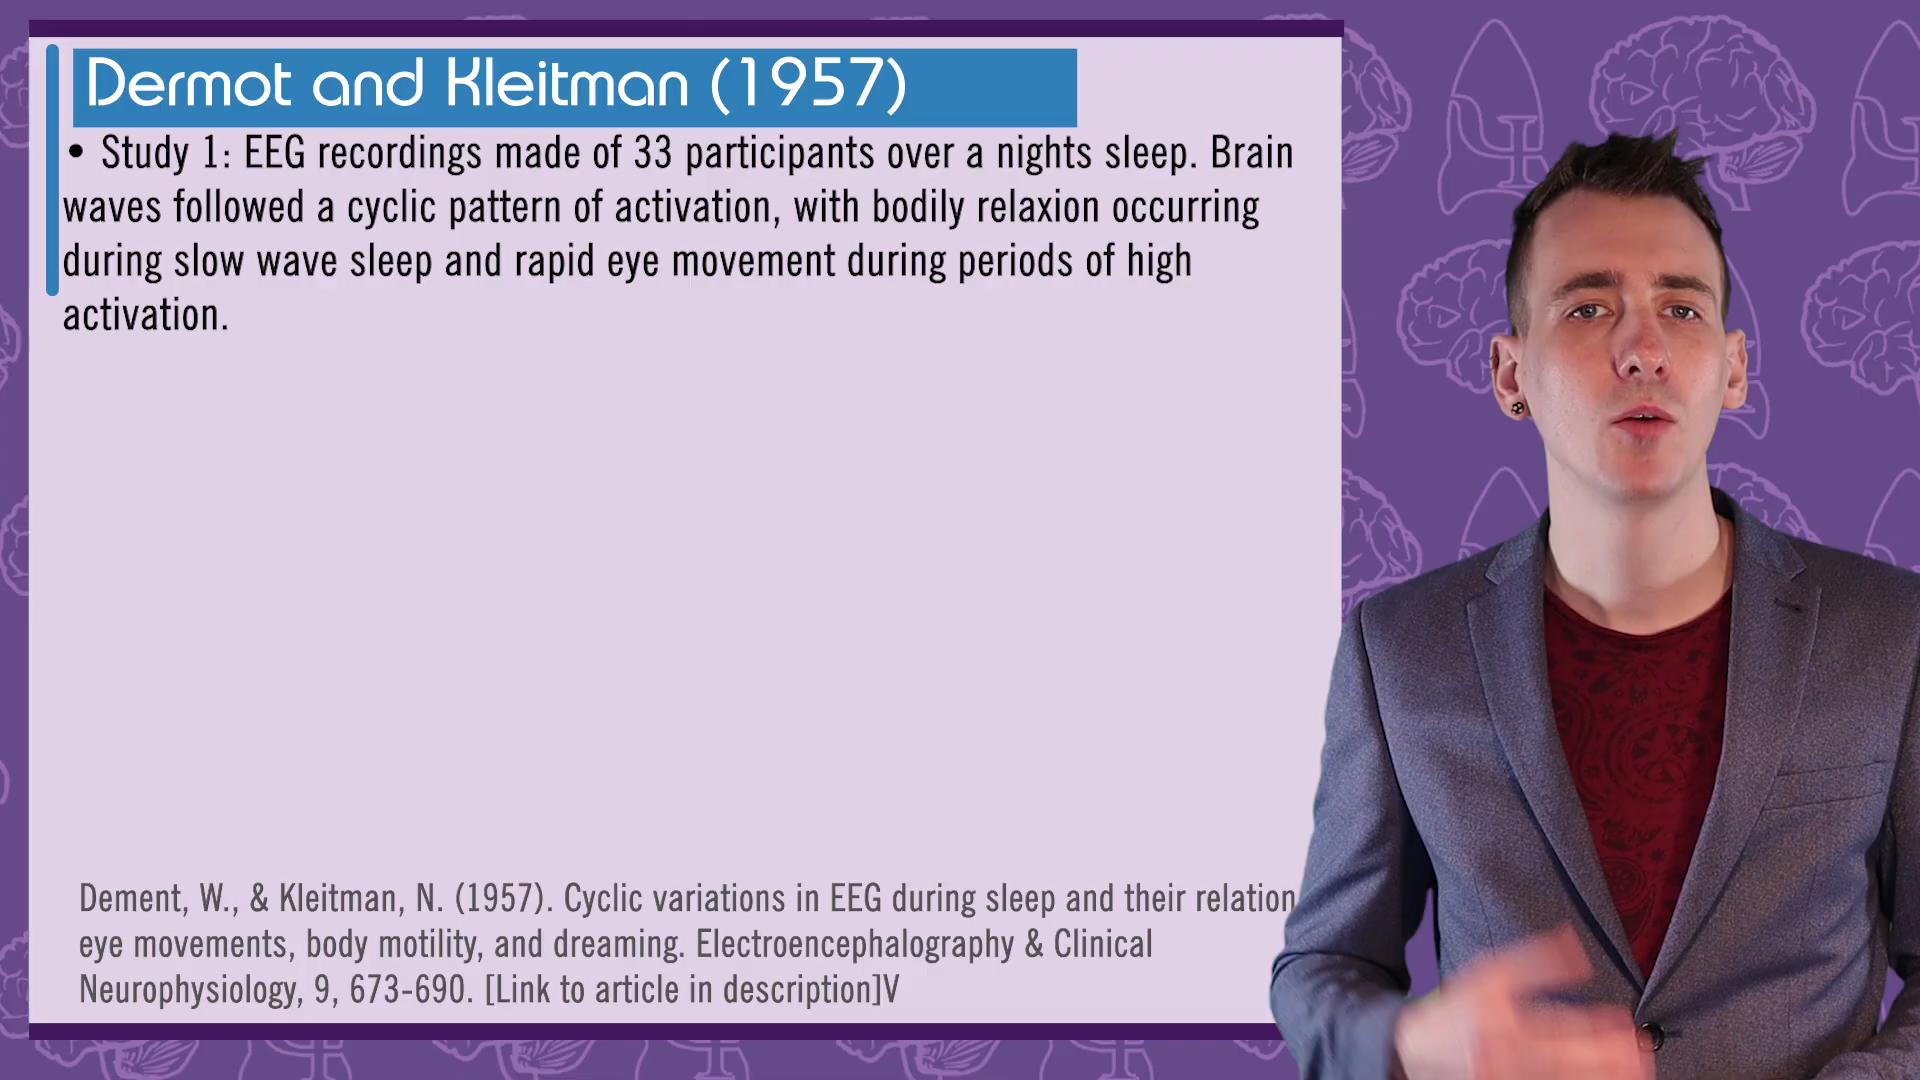 Dermot and Kleitman (1957)
• Study 1: EEG recordings made of 33 participants over a nights sleep. Brain
waves followed a cyclic pattern of activation, with bodily relaxion occurring
during slow wave sleep and rapid eye movement during periods of high
activation.
Dement, W., & Kleitman, N. (1957). Cyclic variations in EEG during sleep and their relation
eye movements, body motility, and dreaming. Electroencephalography & Clinical
Neurophysiology, 9, 673-690. [Link to article in description]V